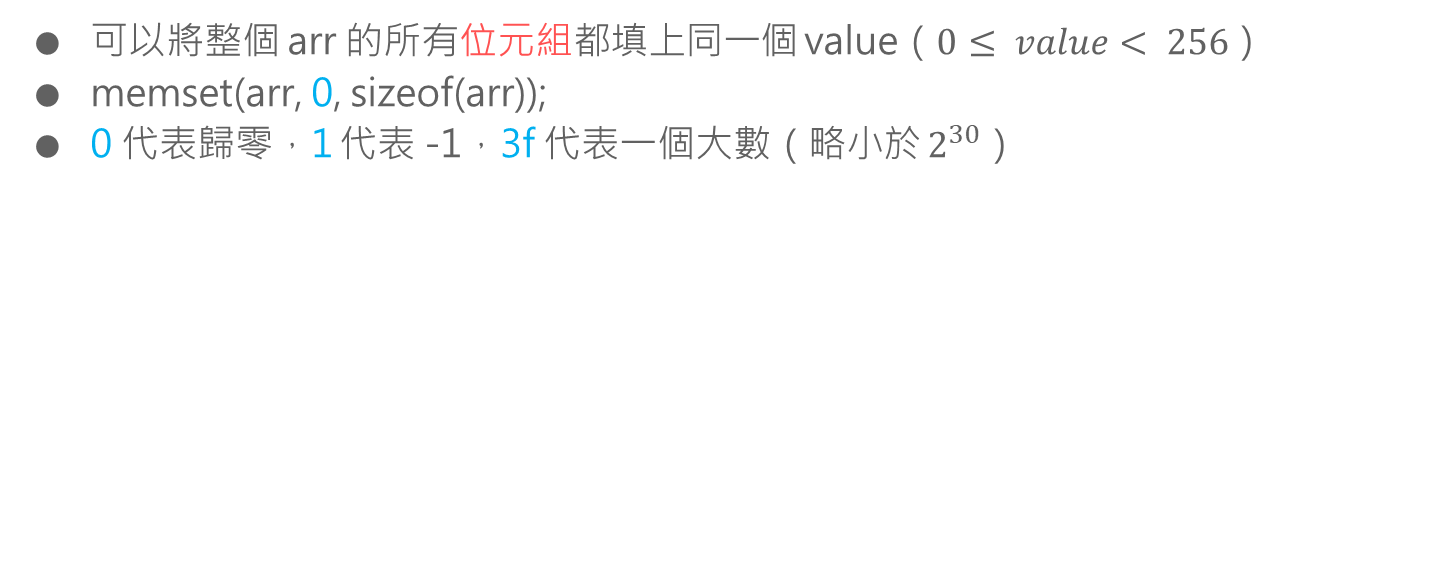 ● 可以將整個 arr 的所有位元組都填上同一個 value ( 0 ≤ value < 256 )
● memset(arr, 0, sizeof(arr));
● 0 代表歸零，1 代表 -1，3f 代表一個大數 ( 略小於 2³⁰ )